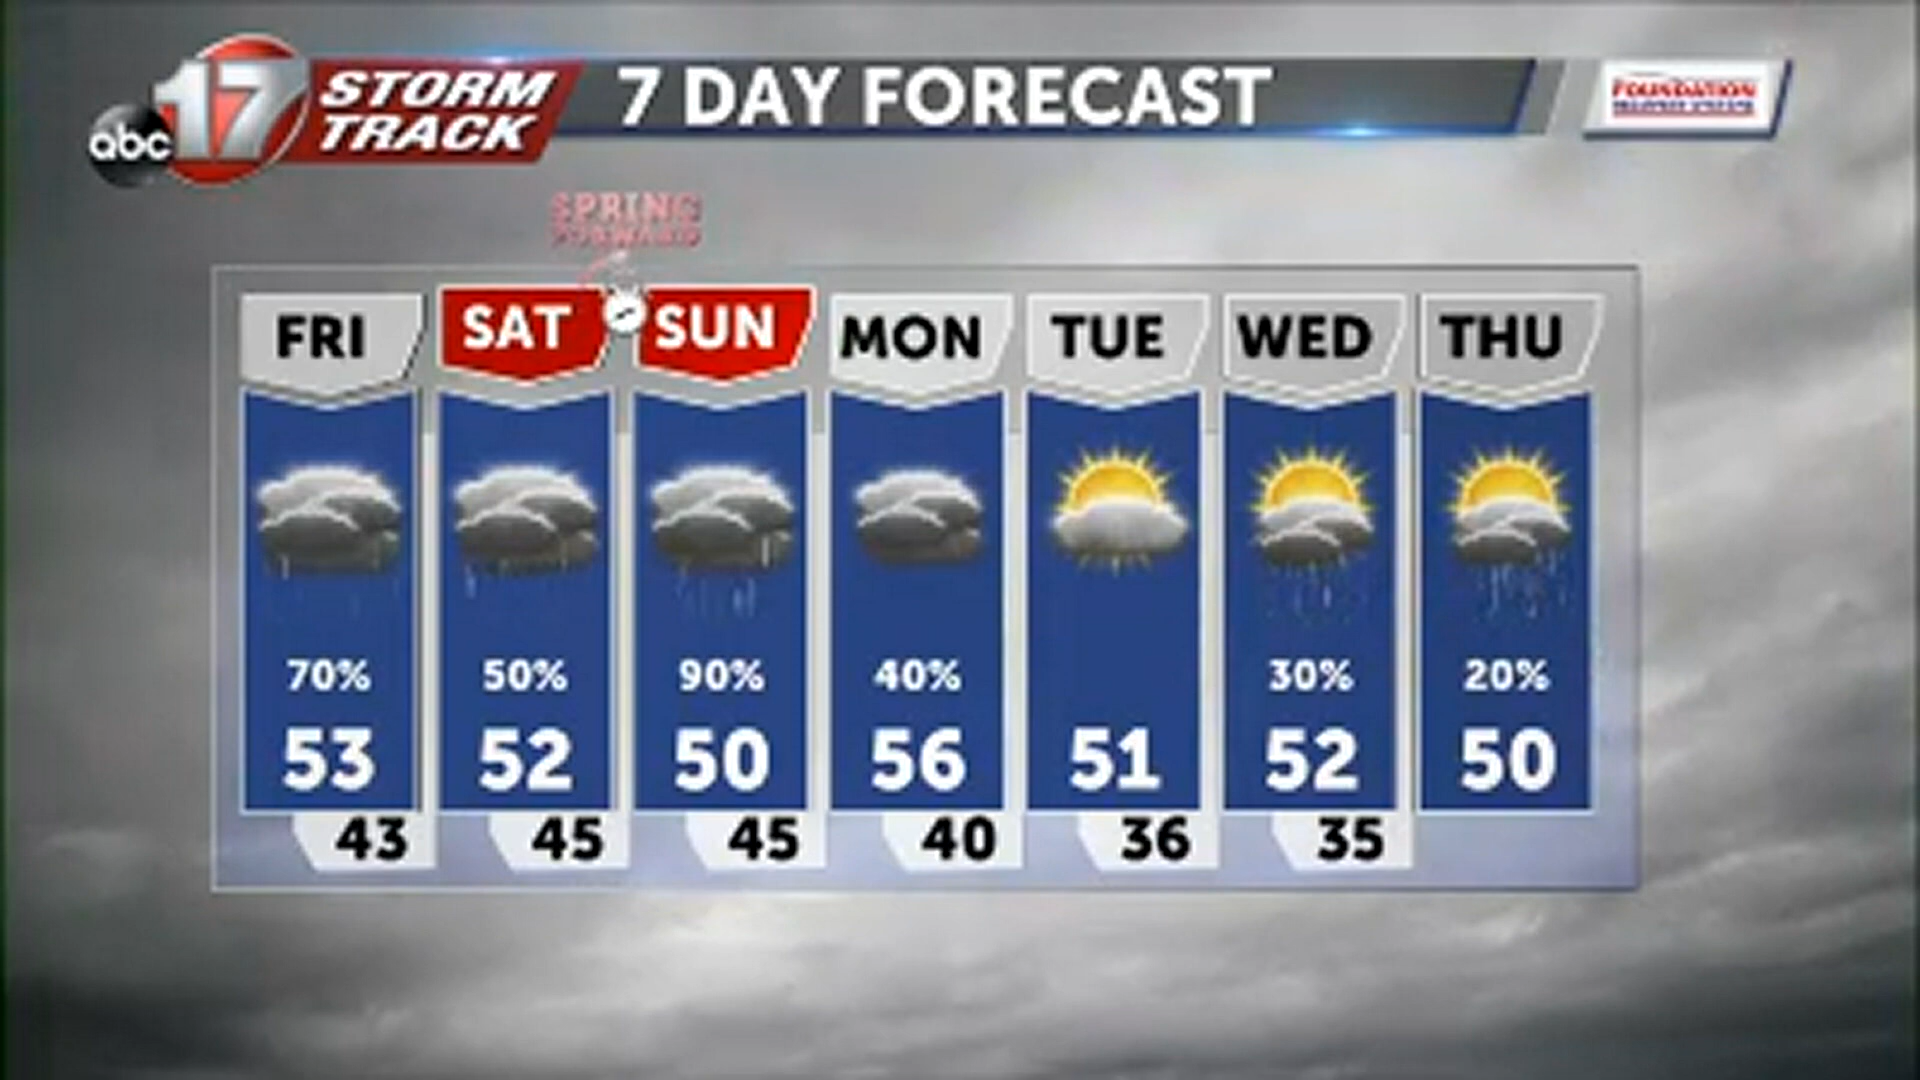 abc 17 STORM TRACK
7 DAY FORECAST
FOUNDATION
SPRING
FORWARD
FRI SAT SUN MON TUE WED THU
70% 50% 90% 40% 30% 20%
53 52 50 56 51 52 50
43 45 45 40 36 35